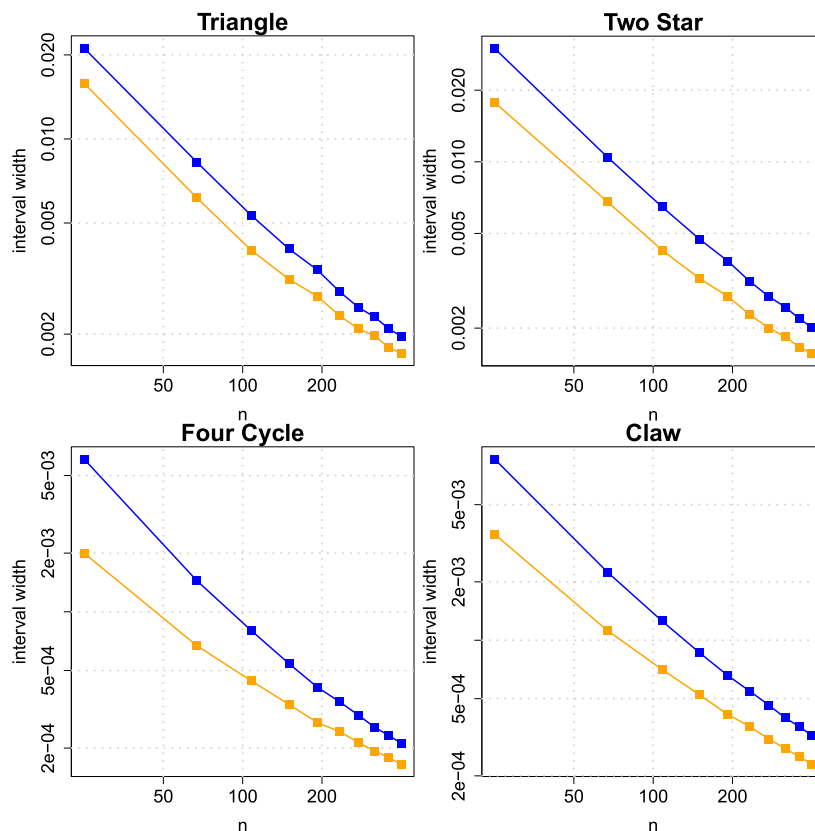 Triangle
interval width
0.020
0.010
0.005
0.002
50 100 200
n
Two Star
interval width
0.020
0.010
0.005
0.002
50 100 200
n
Four Cycle
interval width
5e−03
2e−03
5e−04
2e−04
50 100 200
n
Claw
interval width
5e−03
2e−03
5e−04
2e−04
50 100 200
n